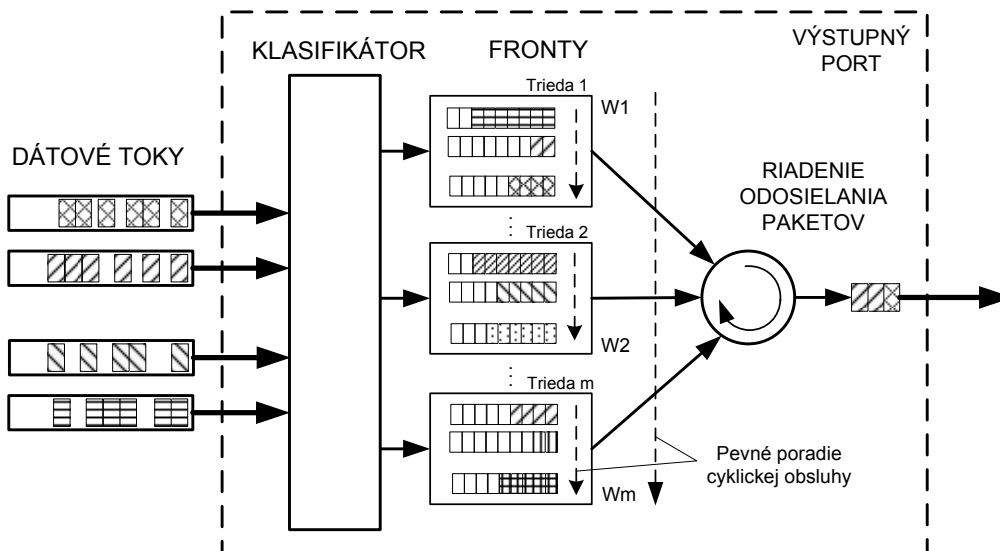 KLASIFIKÁTOR
FRONTY
VÝSTUPNÝ
PORT
Trieda 1
W1
DÁTOVÉ TOKY
RIADENIE
ODOSIELANIA
PAKETOV
Trieda 2
W2
Trieda m
Wm
Pevné poradie
cyklickej obsluhy